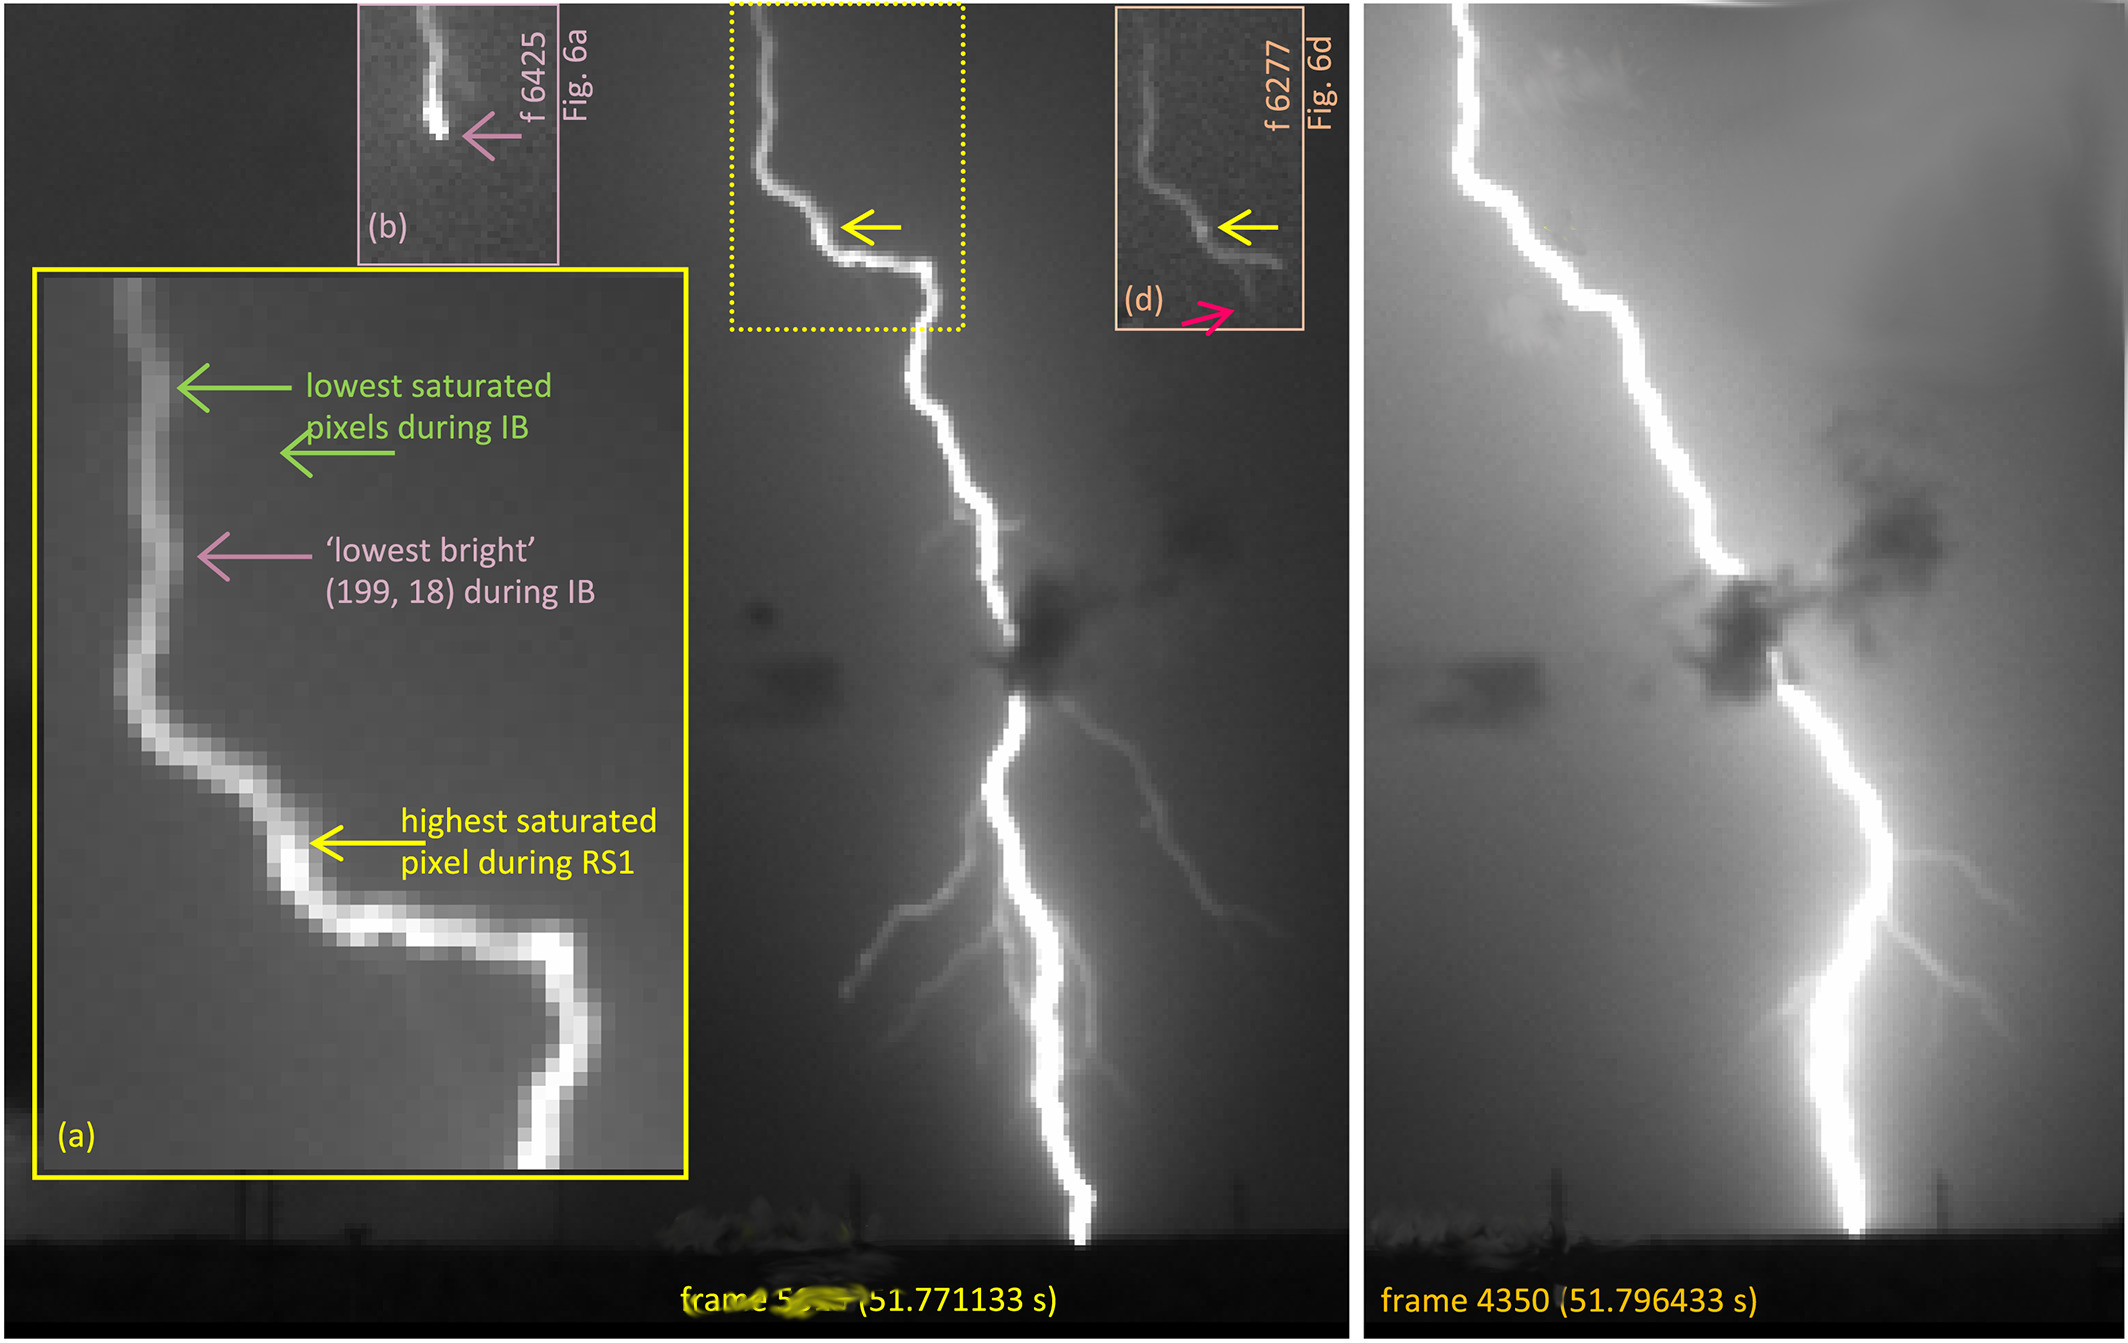 f 6425
Fig. 6a
(b)
f 6277
Fig. 6d
(d)
lowest saturated
pixels during IB
‘lowest bright’
(199, 18) during IB
highest saturated
pixel during RS1
(a)
frame (51.771133 s)
frame 4350 (51.796433 s)